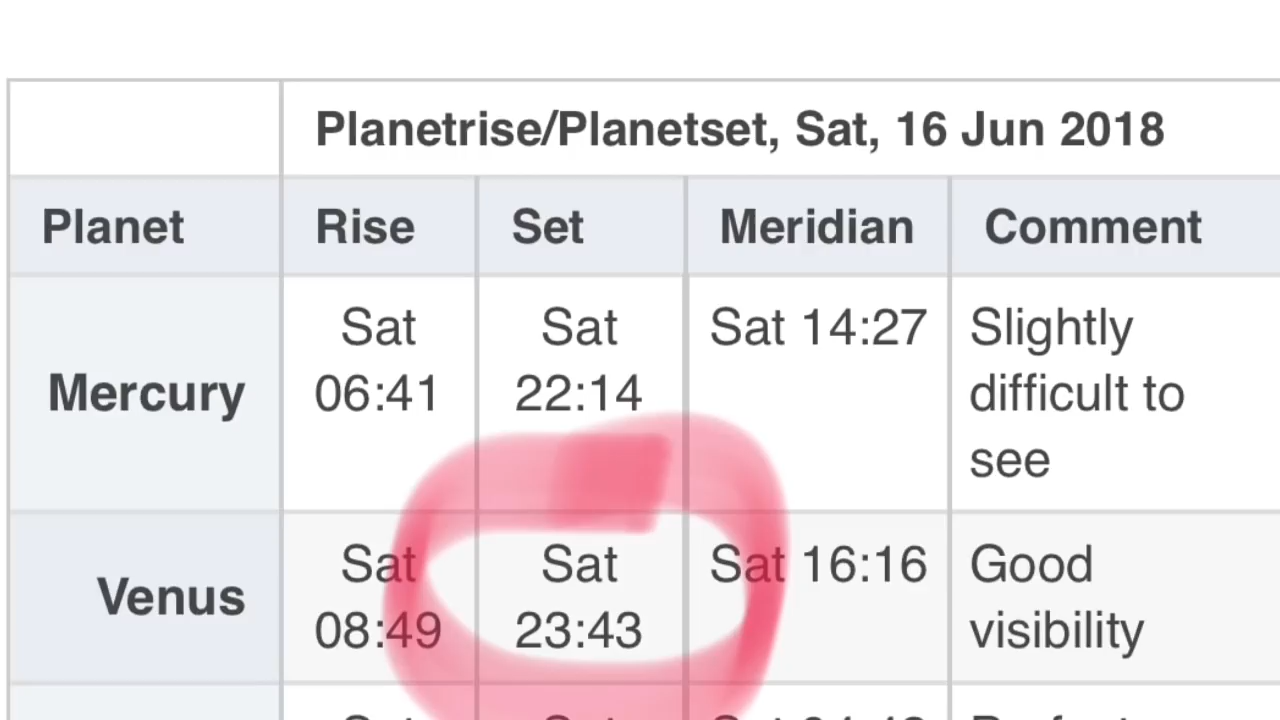 Planetrise/Planetset, Sat, 16 Jun 2018
Planet Rise Set Meridian Comment
Mercury Sat 06:41 Sat 22:14 Sat 14:27 Slightly difficult to see
Venus Sat 08:49 Sat 23:43 Sat 16:16 Good visibility